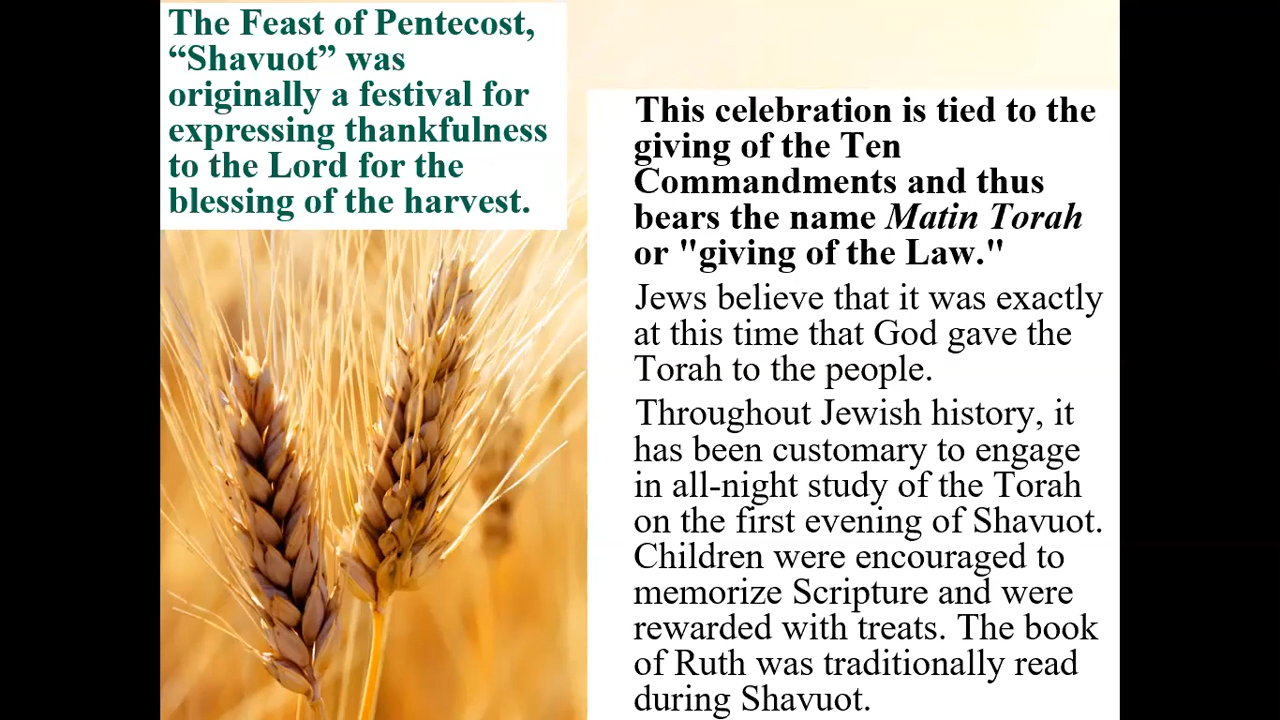 The Feast of Pentecost,
“Shavuot” was
originally a festival for
expressing thankfulness
to the Lord for the
blessing of the harvest.
This celebration is tied to the
giving of the Ten
Commandments and thus
bears the name Matin Torah
or "giving of the Law."
Jews believe that it was exactly
at this time that God gave the
Torah to the people.
Throughout Jewish history, it
has been customary to engage
in all-night study of the Torah
on the first evening of Shavuot.
Children were encouraged to
memorize Scripture and were
rewarded with treats. The book
of Ruth was traditionally read
during Shavuot.